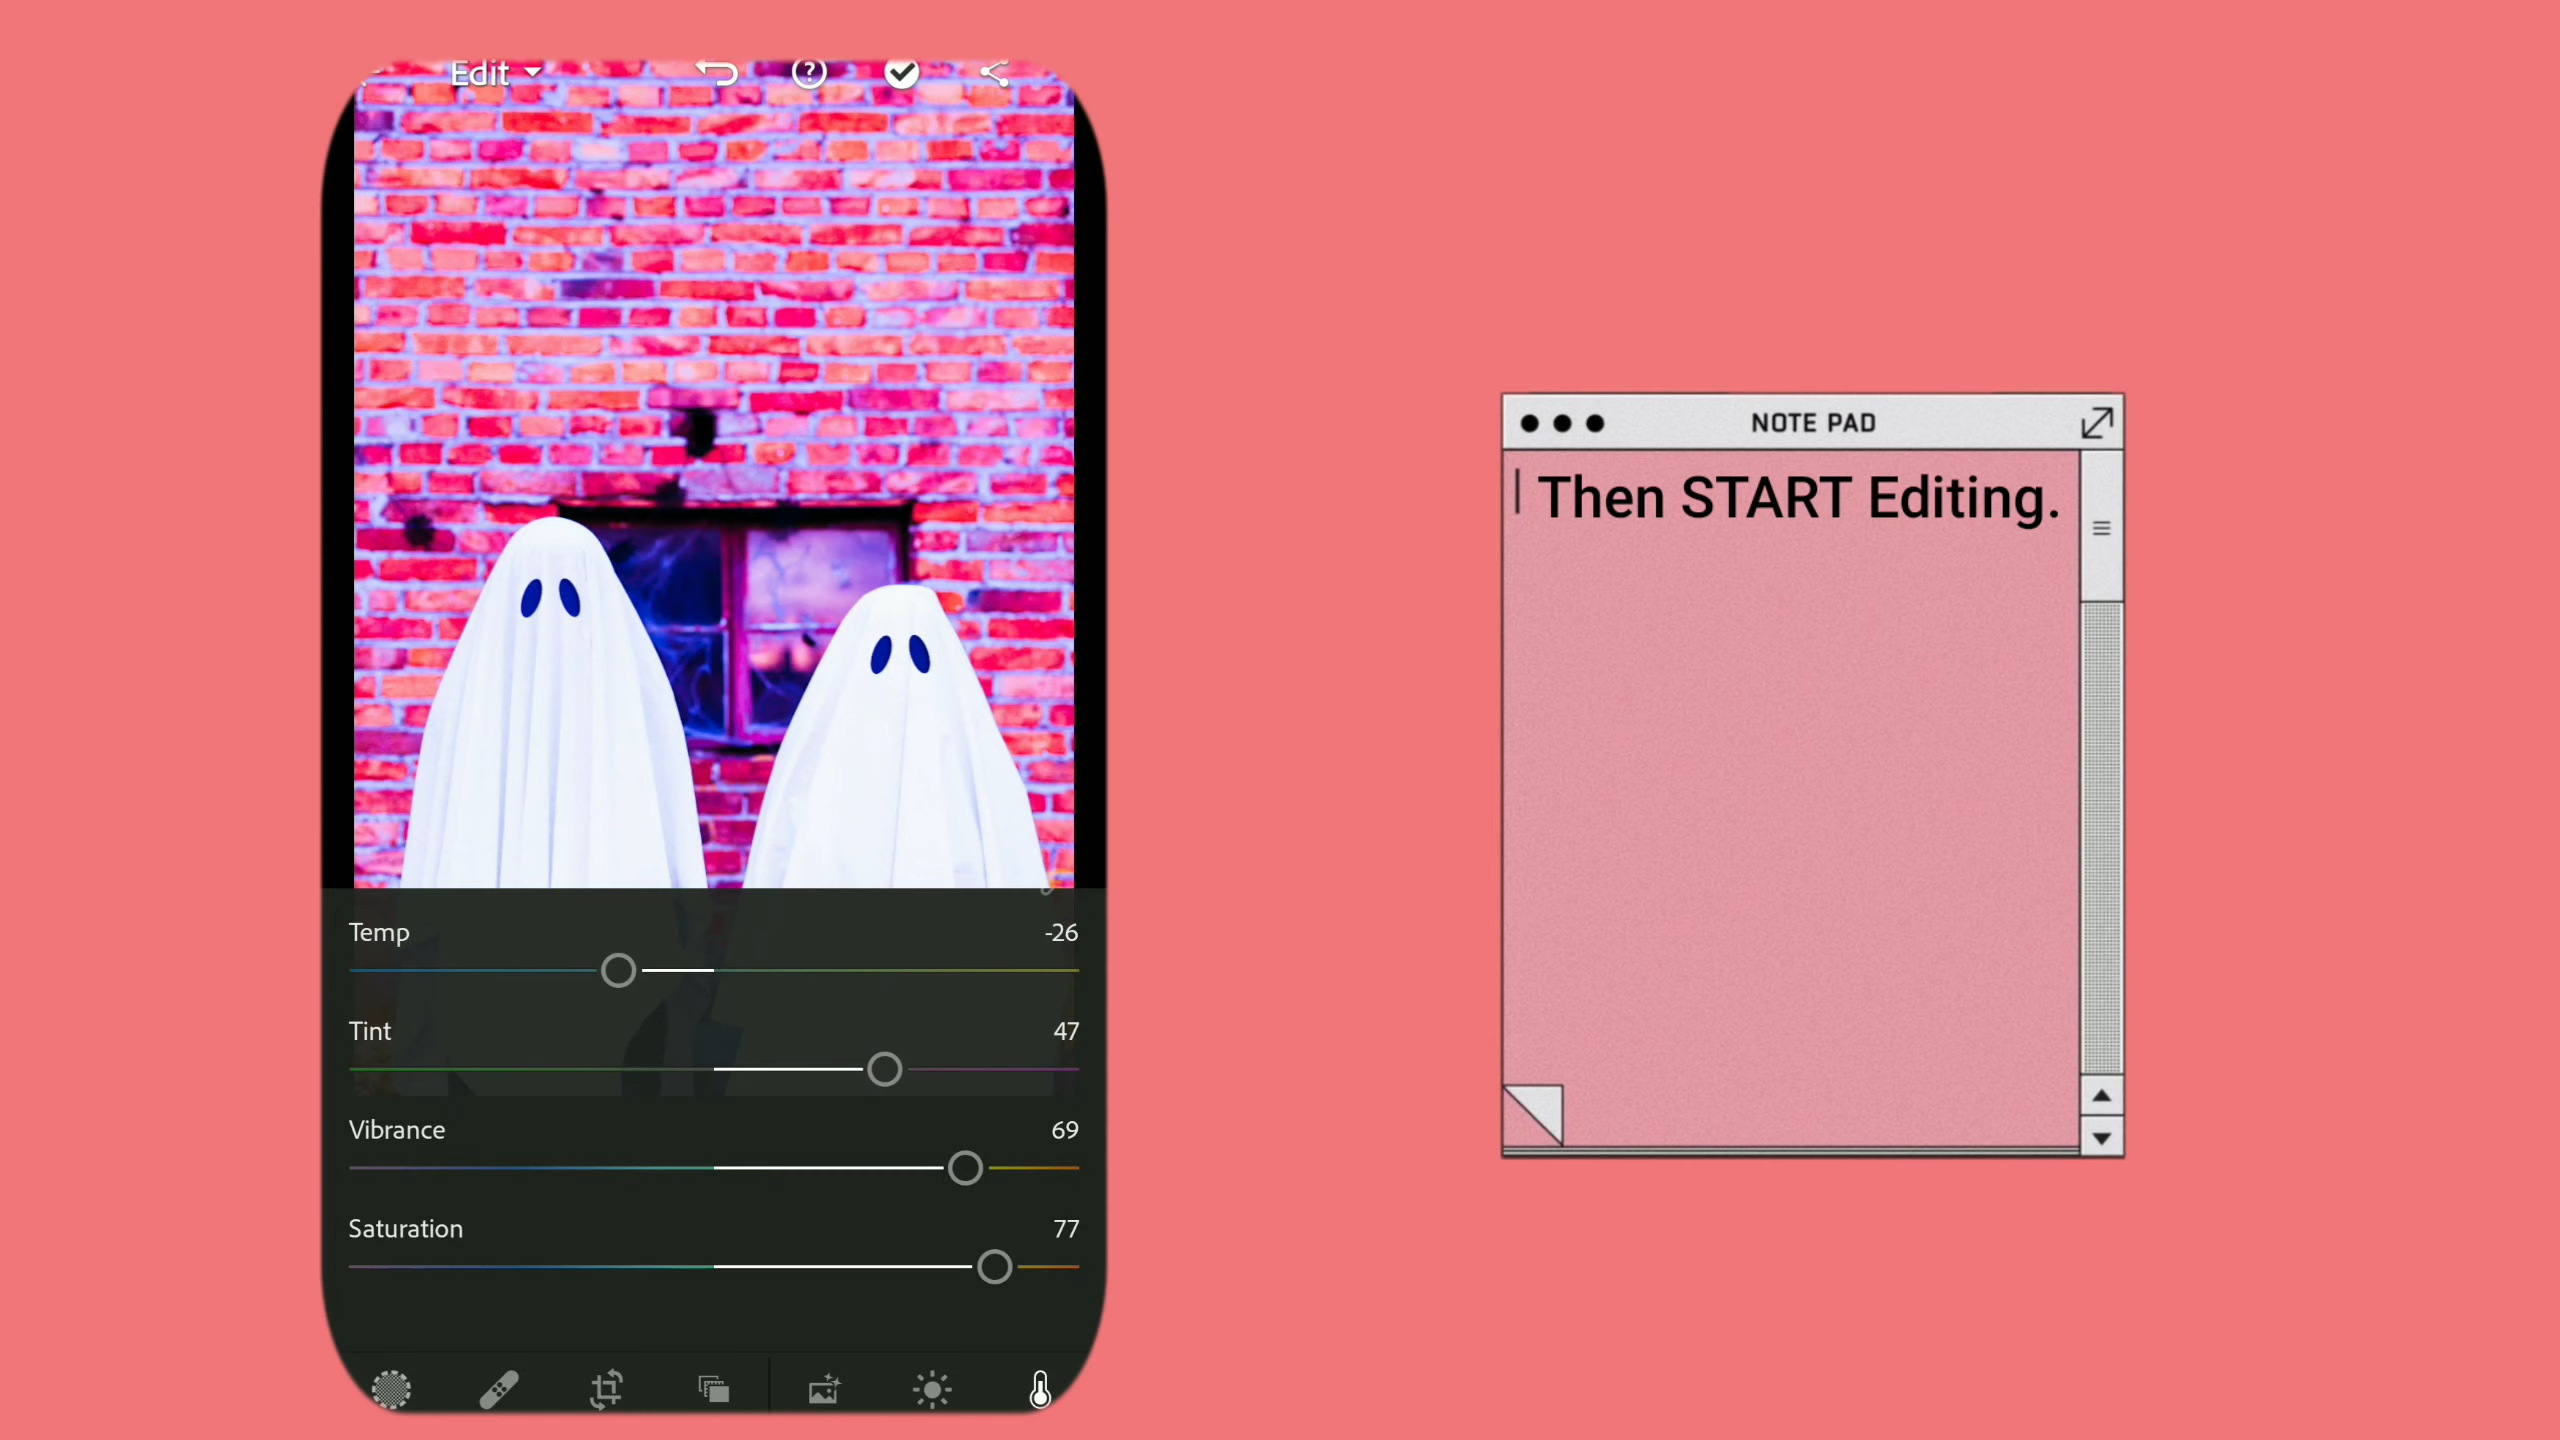 Edit
Temp -26
Tint 47
Vibrance 69
Saturation 77
NOTE PAD
Then START Editing.